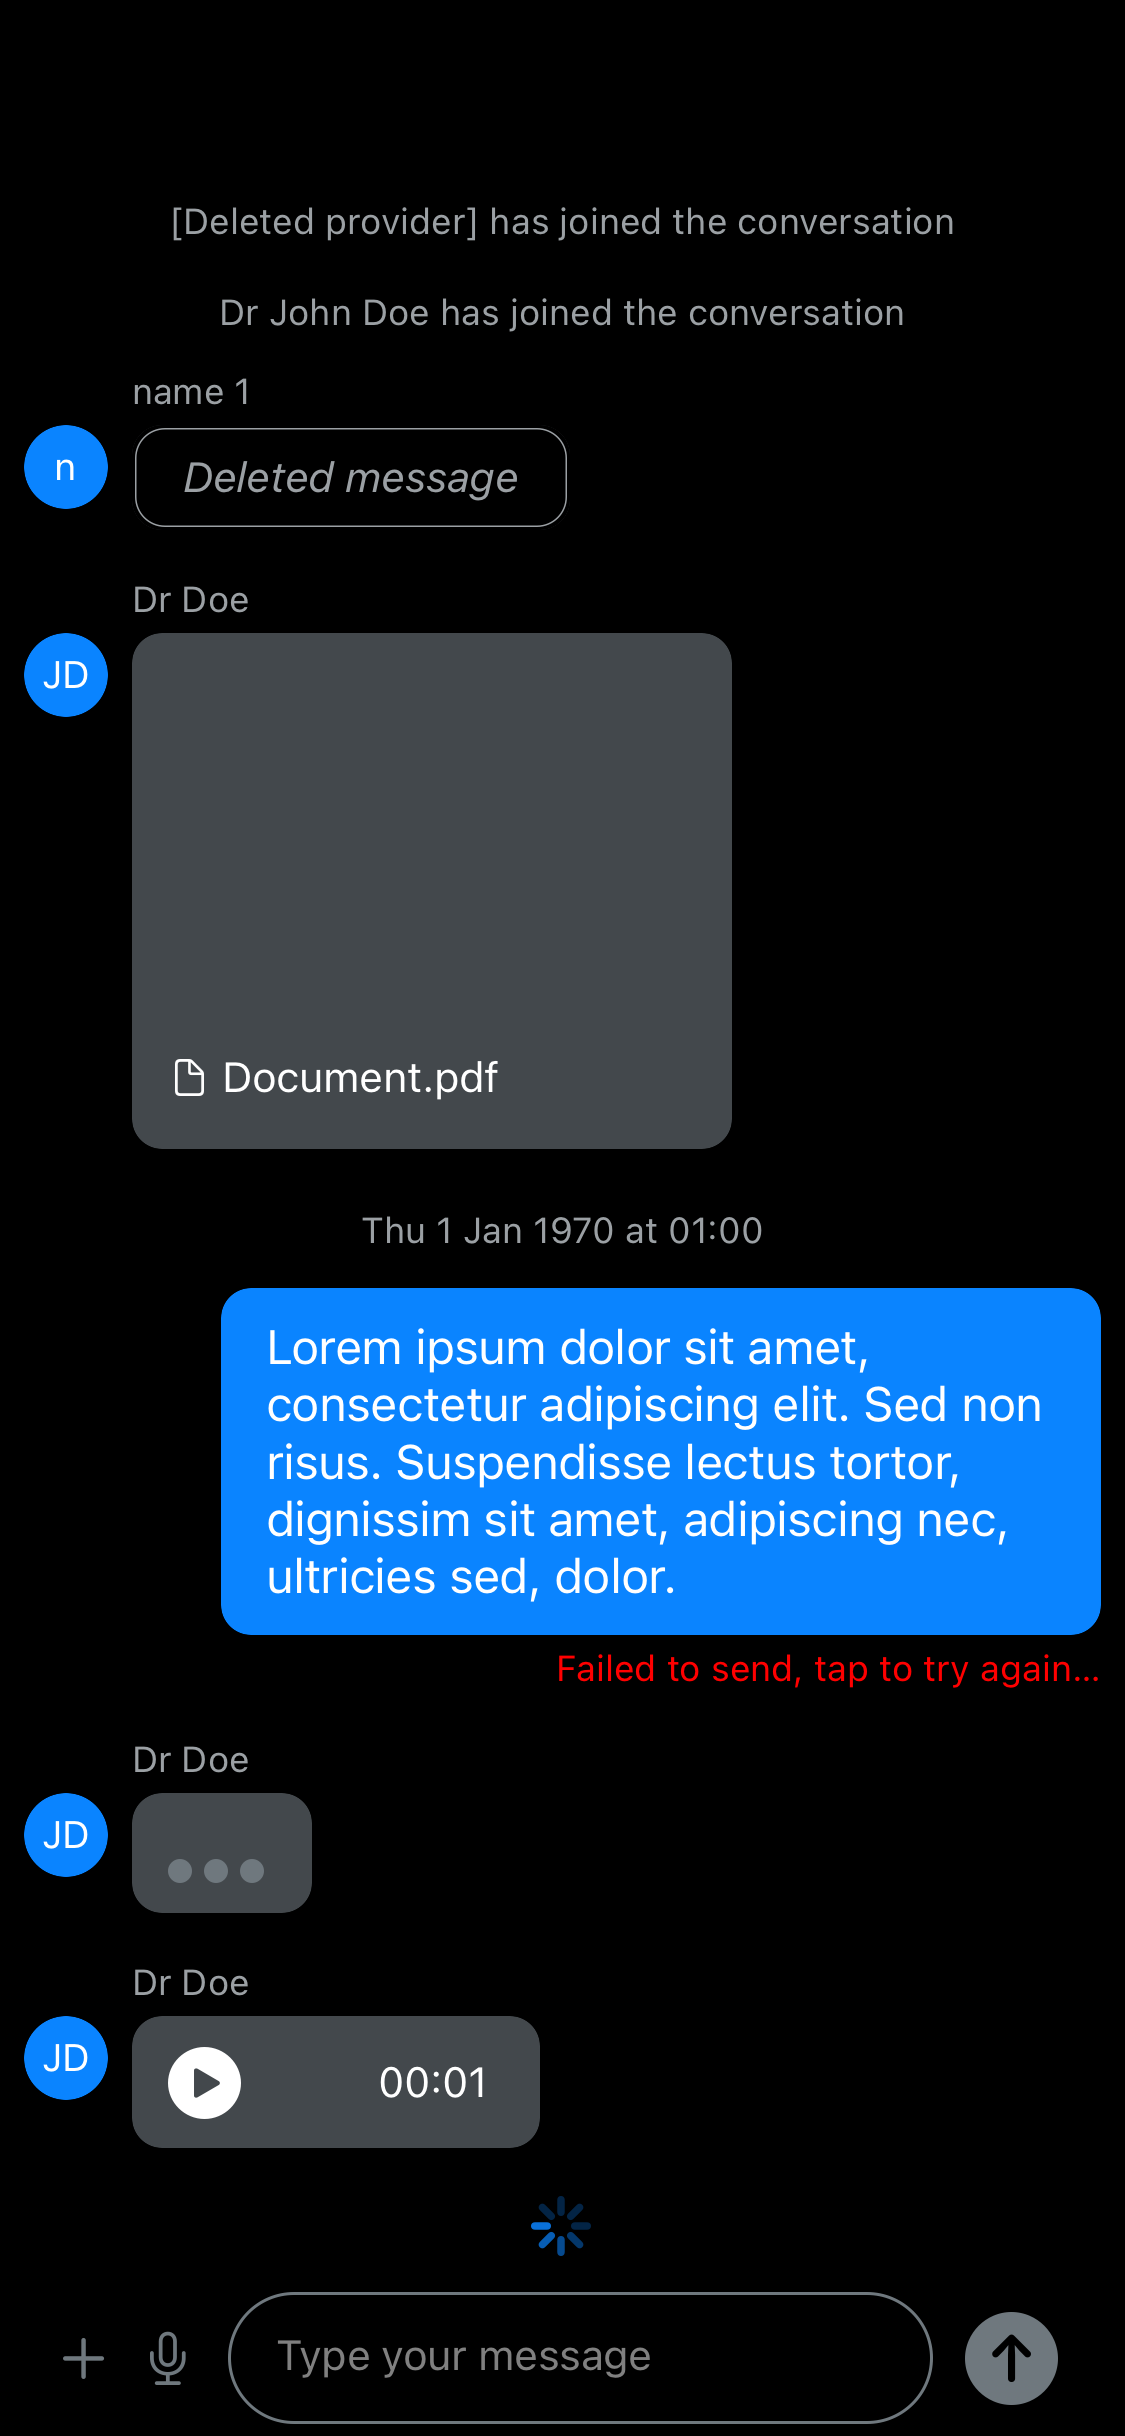 [Deleted provider] has joined the conversation
Dr John Doe has joined the conversation
name 1
n
Deleted message
Dr Doe
JD
Document.pdf
Thu 1 Jan 1970 at 01:00
Lorem ipsum dolor sit amet,
consectetur adipiscing elit. Sed non
risus. Suspendisse lectus tortor,
dignissim sit amet, adipiscing nec,
ultricies sed, dolor.
Failed to send, tap to try again...
Dr Doe
JD
Dr Doe
JD
00:01
Type your message